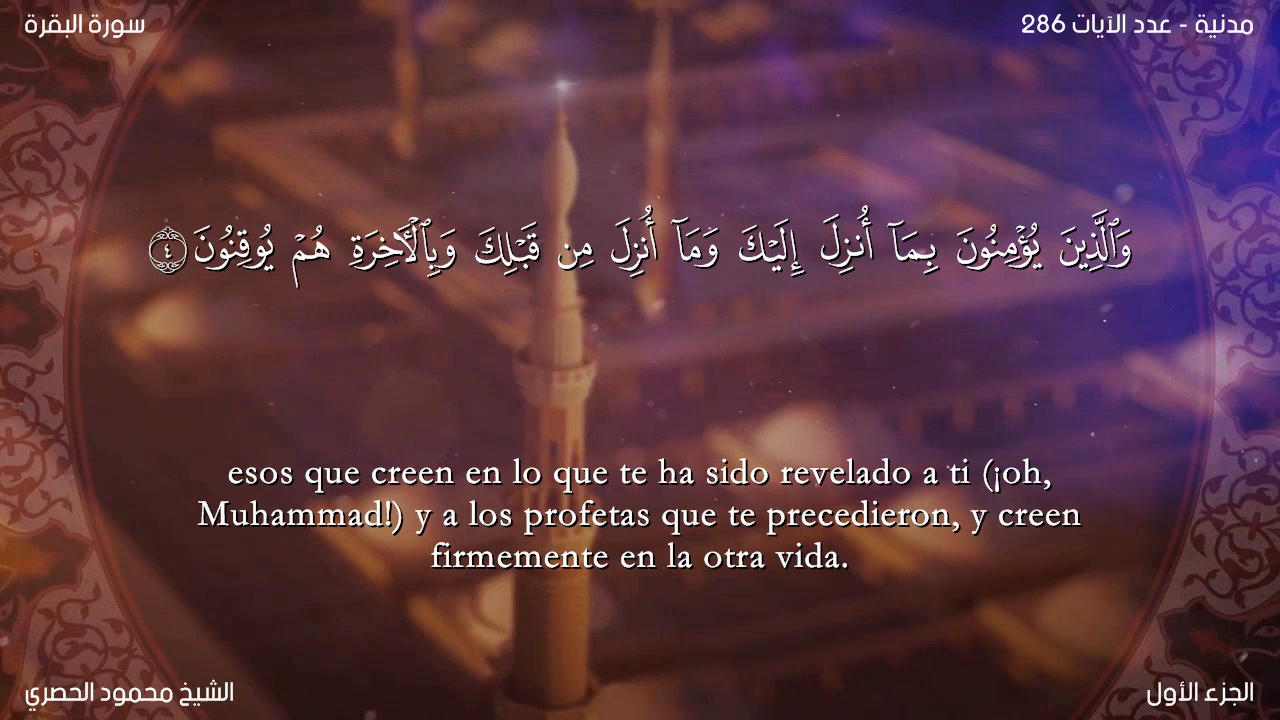 سورة البقرة
مدنية - عدد الآيات 286
وَٱلَّذِينَ يُؤْمِنُونَ بِمَآ أُنزِلَ إِلَيْكَ وَمَآ أُنزِلَ مِن قَبْلِكَ وَبِٱلْأَخِرَةِ هُمْ يُوقِنُونَ ٤
esos que creen en lo que te ha sido revelado a ti (¡oh,
Muhammad!) y a los profetas que te precedieron, y creen
firmemente en la otra vida.
الشيخ محمود الحصري
الجزء الأول